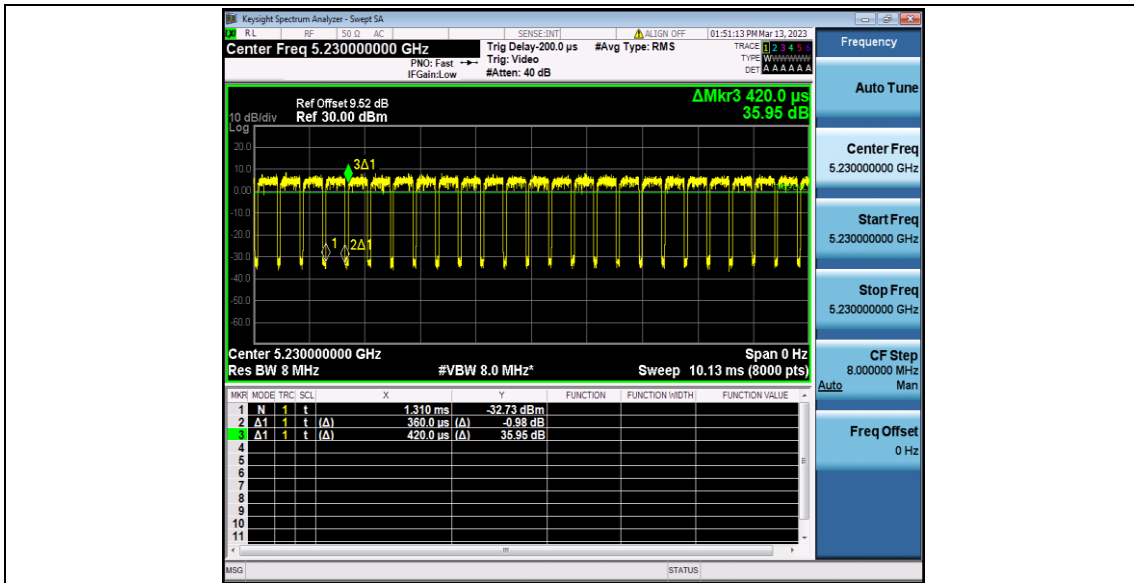 Keysight Spectrum Analyzer - Swept SA
RL RF 50 Ω AC SENSE:INT ALIGN OFF 01:51:13 PM Mar 13, 2023
Center Freq 5.230000000 GHz
PNO: Fast
IFGain:Low
Trig Delay-200.0 µs
Trig: Video
#Atten: 40 dB
#Avg Type: RMS
TRACE 1 2 3 4 5 6
TYPE W
DET A A A A A A
Frequency
Auto Tune
Center Freq
5.230000000 GHz
Start Freq
5.230000000 GHz
Stop Freq
5.230000000 GHz
CF Step
8.000000 MHz
Auto Man
Freq Offset
0 Hz
ΔMkr3 420.0 µs
35.95 dB
Ref Offset 9.52 dB
10 dB/div Ref 30.00 dBm
Log
20.0
10.0
0.00
-10.0
-20.0
-30.0
-40.0
-50.0
-60.0
3Δ1
1
2Δ1
Center 5.230000000 GHz Span 0 Hz
Res BW 8 MHz #VBW 8.0 MHz* Sweep 10.13 ms (8000 pts)
MKR MODE TRC SCL X Y FUNCTION FUNCTION WIDTH FUNCTION VALUE
1 N 1 t 1.310 ms -32.73 dBm
2 Δ1 1 t (Δ) 360.0 µs (Δ) -0.98 dB
3 Δ1 1 t (Δ) 420.0 µs (Δ) 35.95 dB
4
5
6
7
8
9
10
11
MSG STATUS